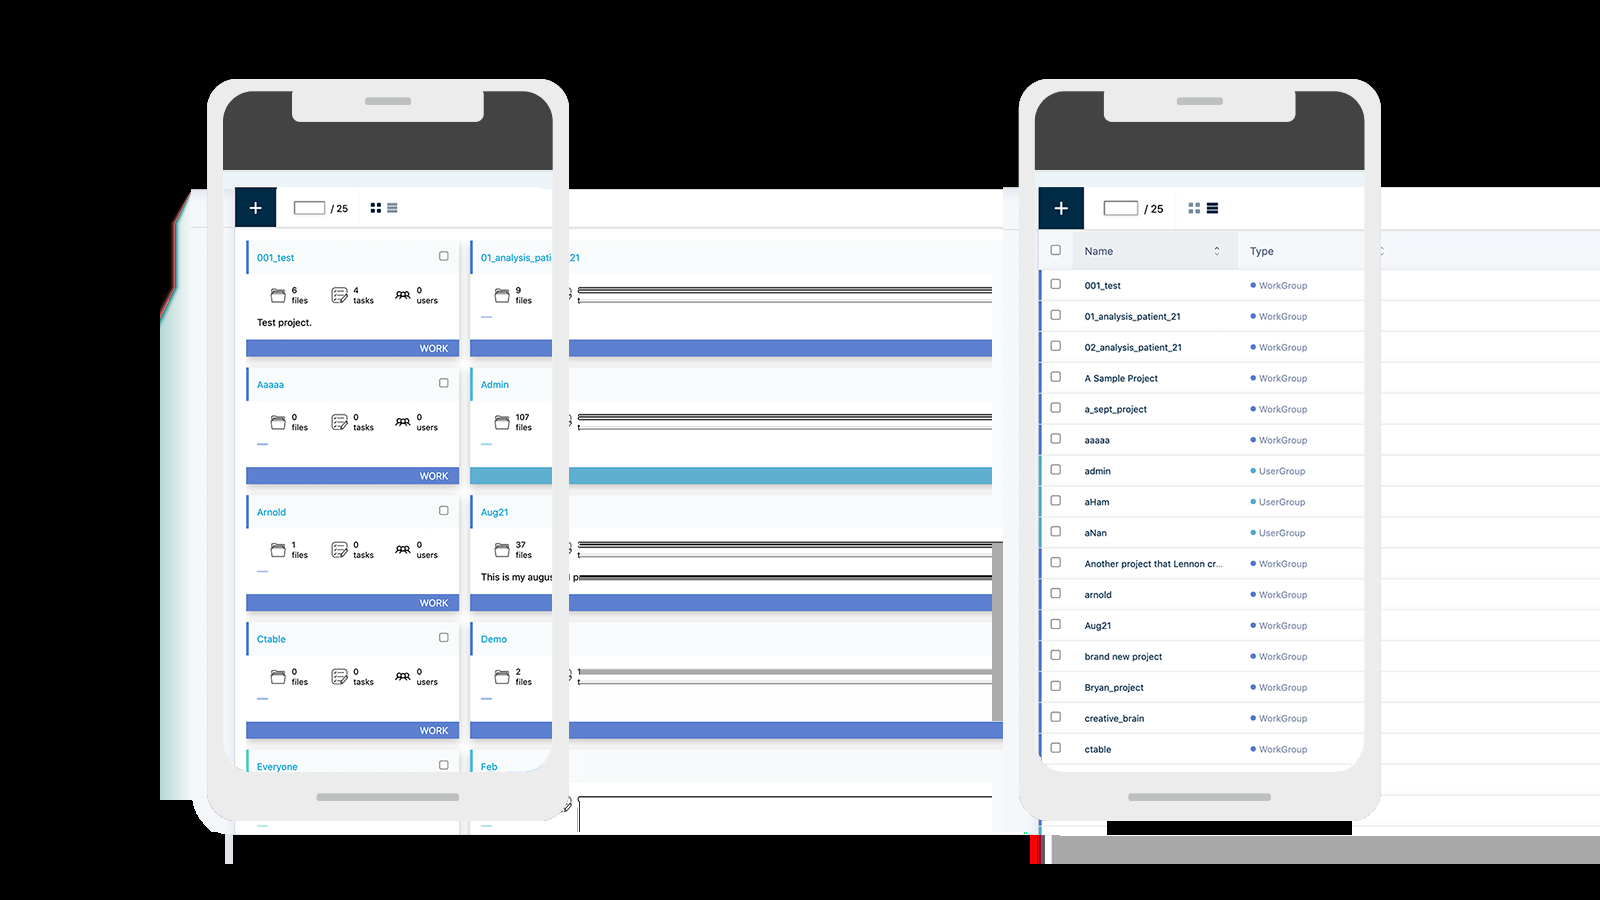 + / 25
001_test
6 files 4 tasks 0 users
Test project.
WORK
01_analysis_pati 21
9 files
Aaaaa
0 files 0 tasks 0 users
WORK
Admin
107 files
Arnold
1 files 0 tasks 0 users
WORK
Aug21
37 files
This is my augus
Ctable
0 files 0 tasks 0 users
WORK
Demo
2 files
Everyone
Feb
+ / 25
Name Type
001_test WorkGroup
01_analysis_patient_21 WorkGroup
02_analysis_patient_21 WorkGroup
A Sample Project WorkGroup
a_sept_project WorkGroup
aaaaa WorkGroup
admin UserGroup
aHam UserGroup
aNan UserGroup
Another project that Lennon cr... WorkGroup
arnold WorkGroup
Aug21 WorkGroup
brand new project WorkGroup
Bryan_project WorkGroup
creative_brain WorkGroup
ctable WorkGroup